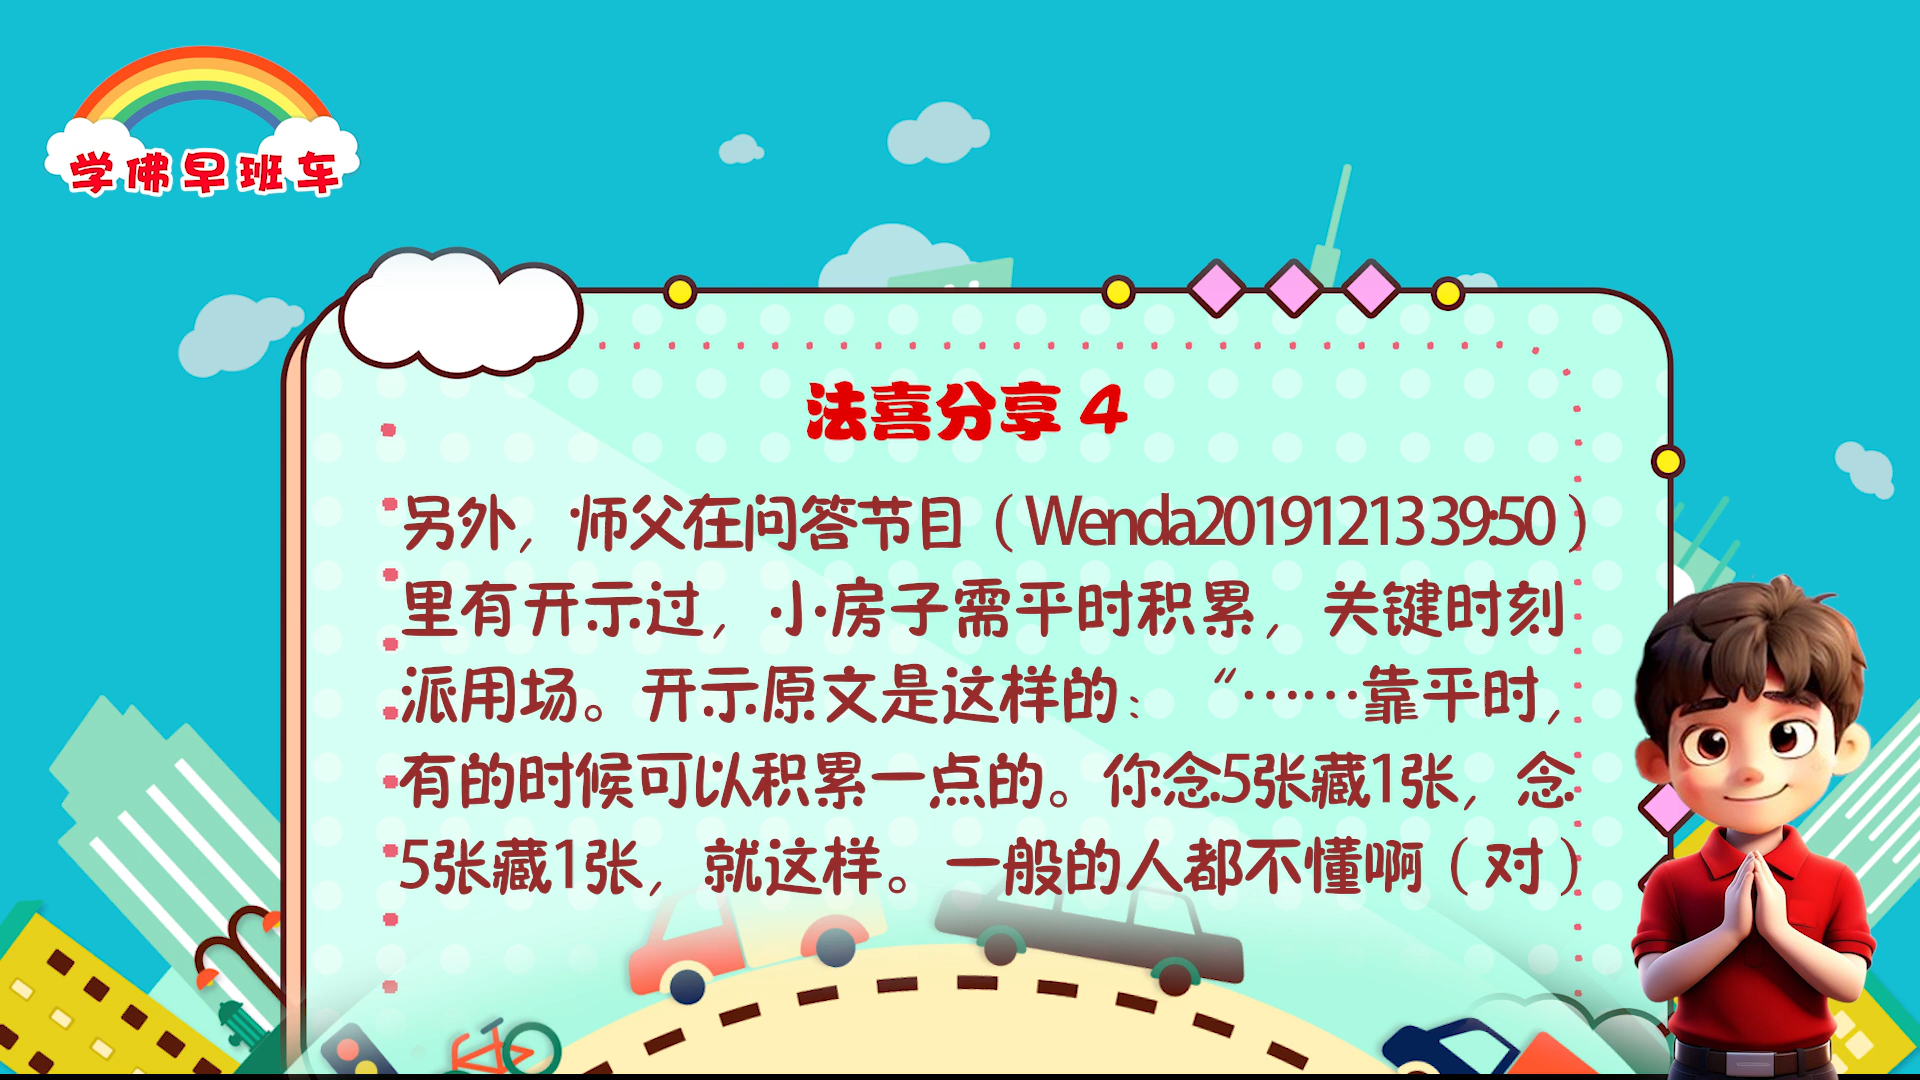 学佛早班车
法喜分享 4
另外，师父在问答节目（Wenda20191213 39:50）
里有开示过，小房子需平时积累，关键时刻
派用场。开示原文是这样的：“……靠平时，
有的时候可以积累一点的。你念5张藏1张，念
5张藏1张，就这样。一般的人都不懂啊（对）